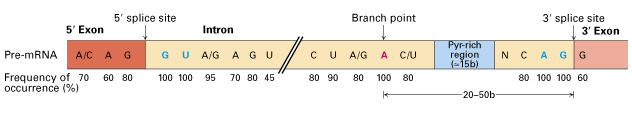 5′ splice site Branch point 3′ splice site
5′ Exon Intron 3′ Exon
Pre-mRNA A/C A G G U A/G A G U C U A/G A C/U Pyr-rich region (≃15b) N C A G G
Frequency of occurrence (%) 70 60 80 100 100 95 70 80 45 80 90 80 100 80 80 100 100 60
20–50b